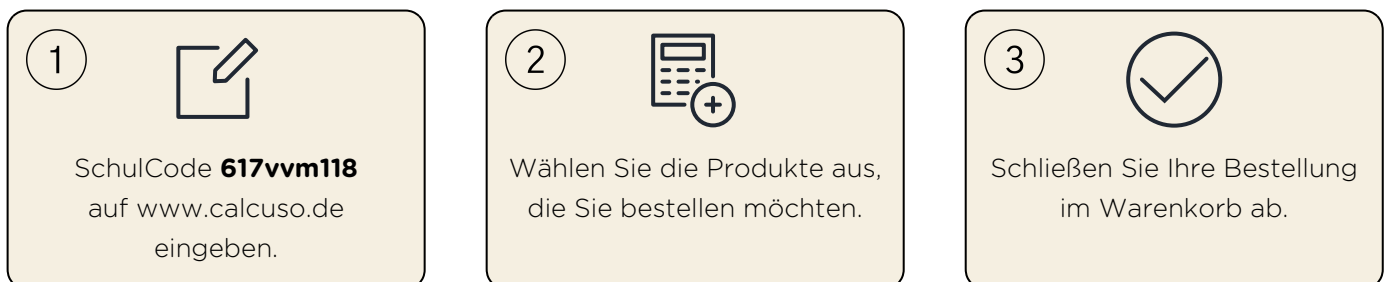 1
SchulCode 617vvm118
auf www.calcuso.de
eingeben.
2
Wählen Sie die Produkte aus,
die Sie bestellen möchten.
3
Schließen Sie Ihre Bestellung
im Warenkorb ab.